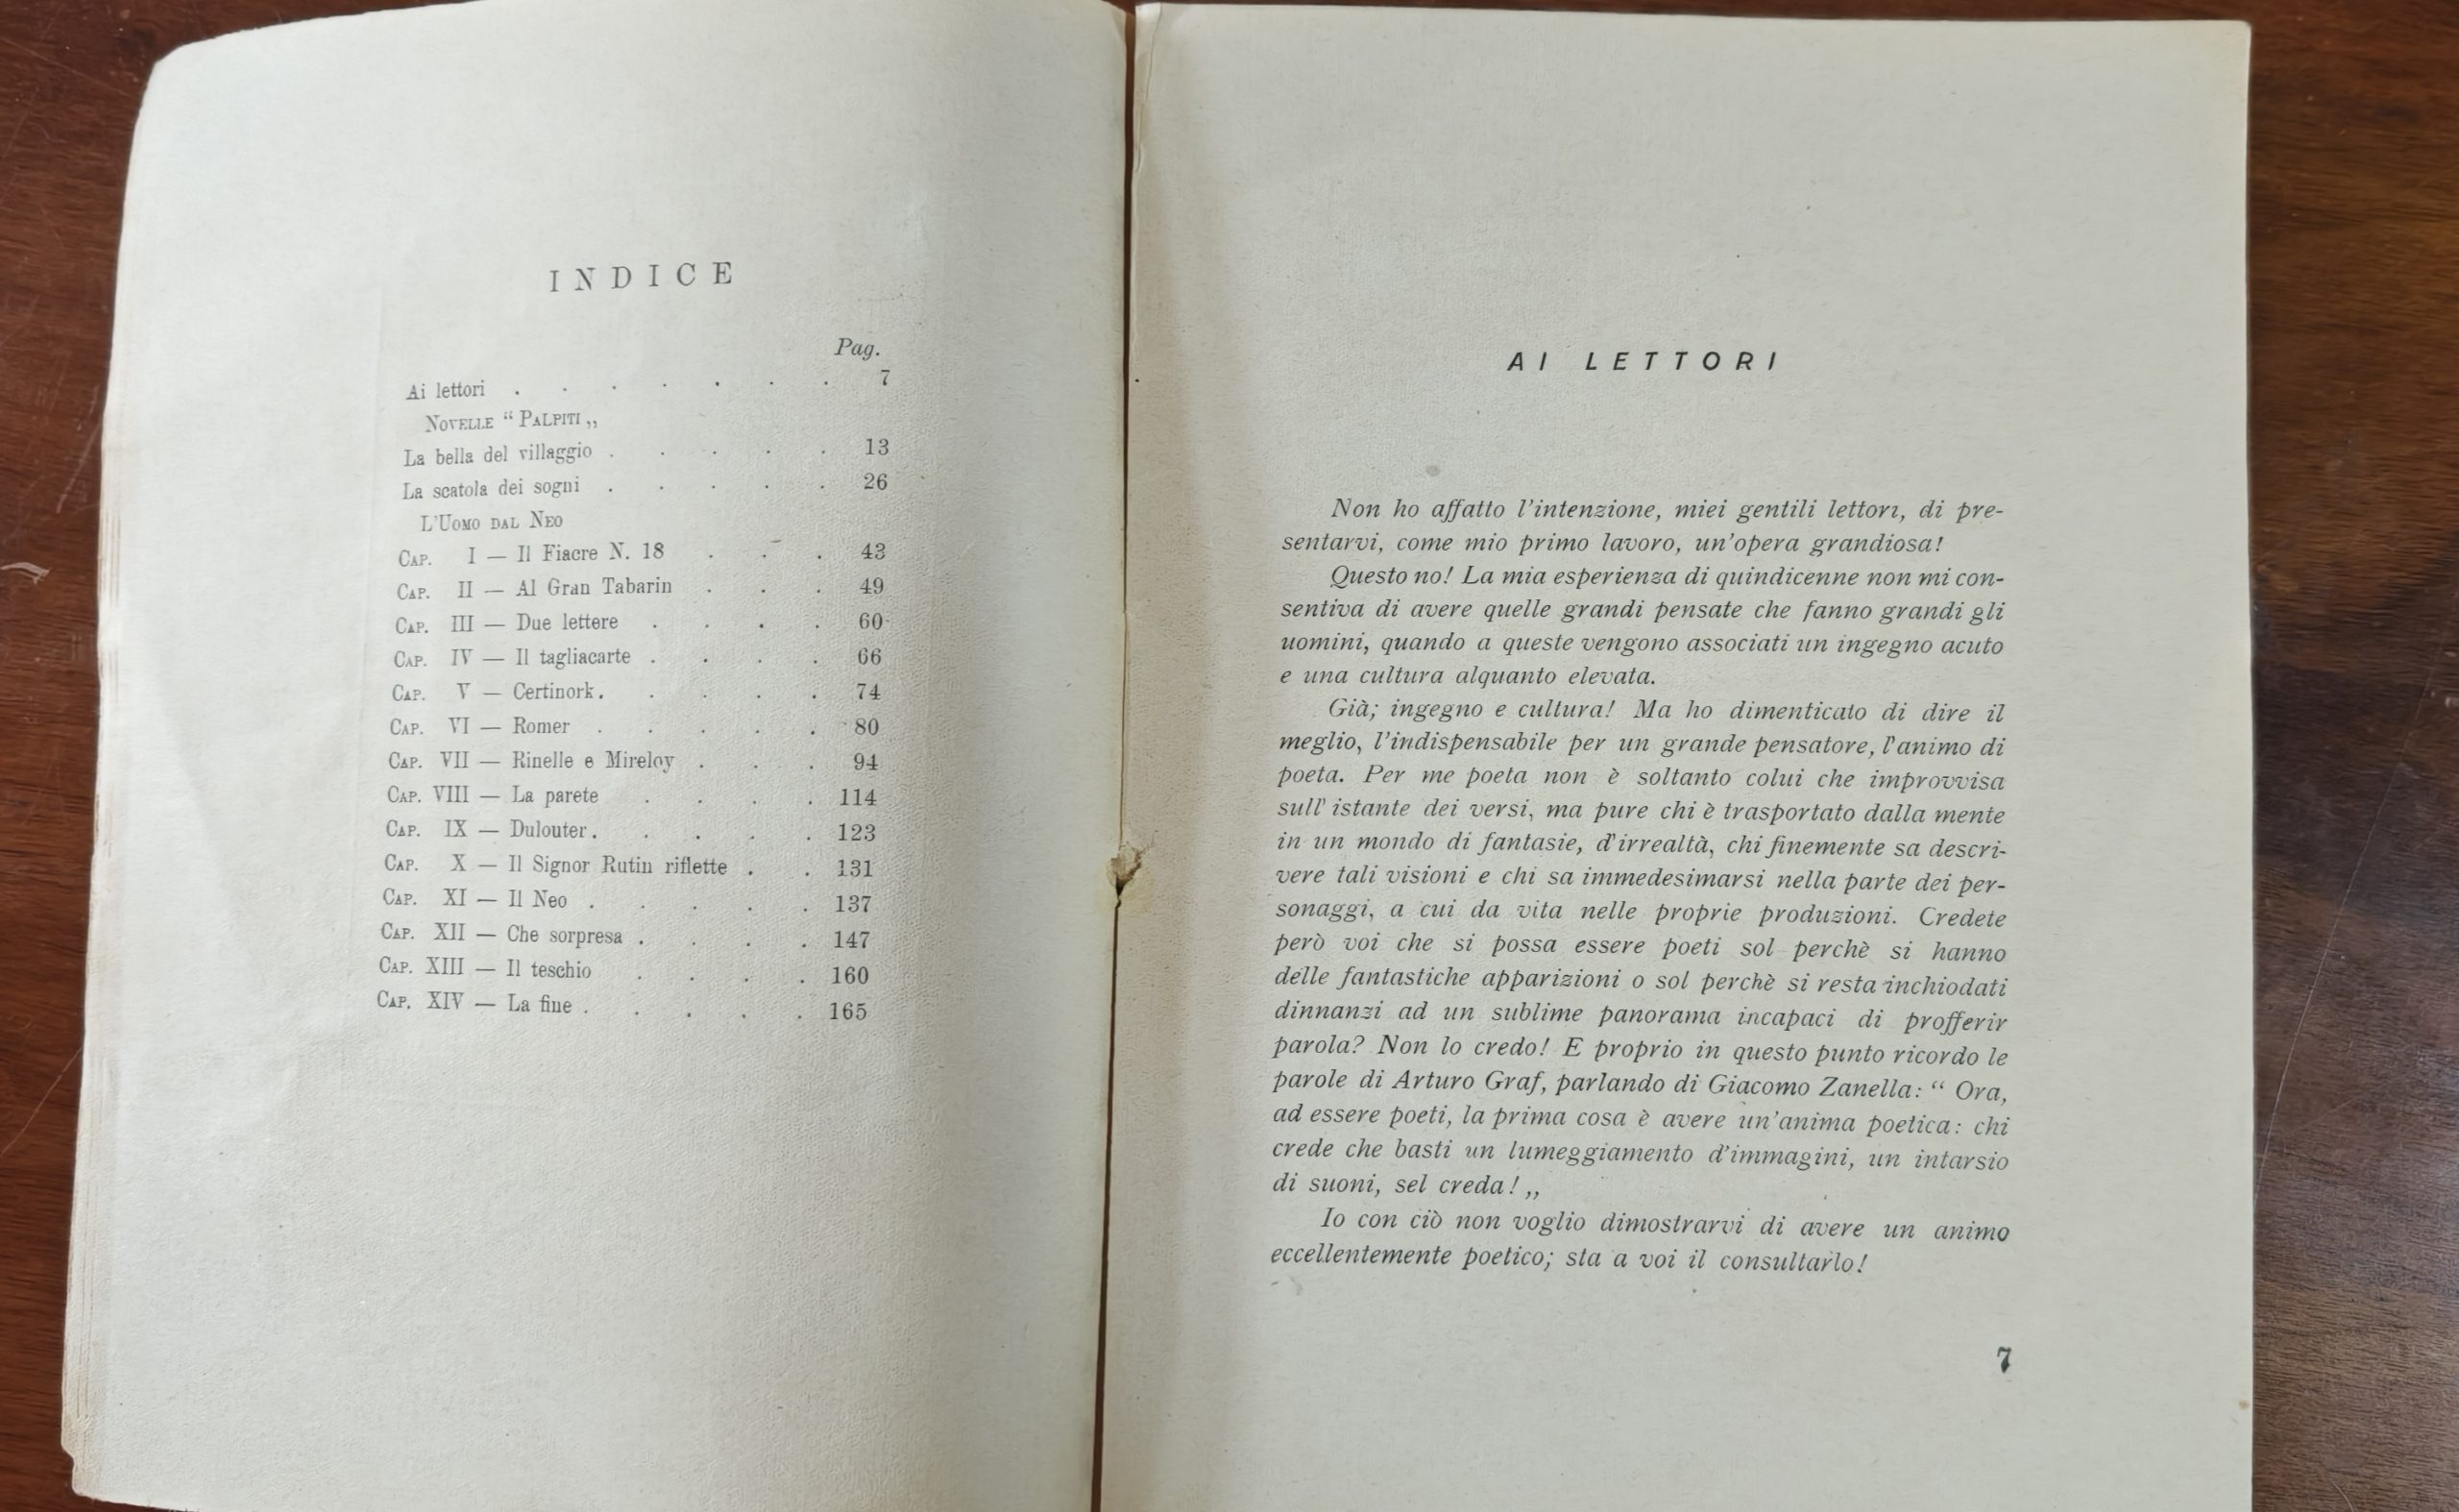 INDICE
Pag.
Ai lettori . . . . . . . 7
NOVELLE “ PALPITI „
La bella del villaggio . . . . . 13
La scatola dei sogni . . . . . 26
L'UOMO DAL NEO
CAP. I — Il Fiacre N. 18 . . . 43
CAP. II — Al Gran Tabarin . . . 49
CAP. III — Due lettere . . . . 60
CAP. IV — Il tagliacarte . . . . 66
CAP. V — Certinork . . . . . 74
CAP. VI — Romer . . . . . 80
CAP. VII — Rinelle e Mireloy . . . 94
CAP. VIII — La parete . . . . 114
CAP. IX — Dulouter . . . . . 123
CAP. X — Il Signor Rutin riflette . . 131
CAP. XI — Il Neo . . . . . 137
CAP. XII — Che sorpresa . . . . 147
CAP. XIII — Il teschio . . . . 160
CAP. XIV — La fine . . . . . 165
AI LETTORI
Non ho affatto l'intenzione, miei gentili lettori, di pre-
sentarvi, come mio primo lavoro, un'opera grandiosa!
Questo no! La mia esperienza di quindicenne non mi con-
sentiva di avere quelle grandi pensate che fanno grandi gli
uomini, quando a queste vengono associati un ingegno acuto
e una cultura alquanto elevata.
Già; ingegno e cultura! Ma ho dimenticato di dire il
meglio, l'indispensabile per un grande pensatore, l'animo di
poeta. Per me poeta non è soltanto colui che improvvisa
sull' istante dei versi, ma pure chi è trasportato dalla mente
in un mondo di fantasie, d'irrealtà, chi finemente sa descri-
vere tali visioni e chi sa immedesimarsi nella parte dei per-
sonaggi, a cui da vita nelle proprie produzioni. Credete
però voi che si possa essere poeti sol perchè si hanno
delle fantastiche apparizioni o sol perchè si resta inchiodati
dinnanzi ad un sublime panorama incapaci di profferir
parola? Non lo credo! E proprio in questo punto ricordo le
parole di Arturo Graf, parlando di Giacomo Zanella: “ Ora,
ad essere poeti, la prima cosa è avere un'anima poetica: chi
crede che basti un lumeggiamento d'immagini, un intarsio
di suoni, sel creda! „
Io con ciò non voglio dimostrarvi di avere un animo
eccellentemente poetico; sta a voi il consultarlo!
7